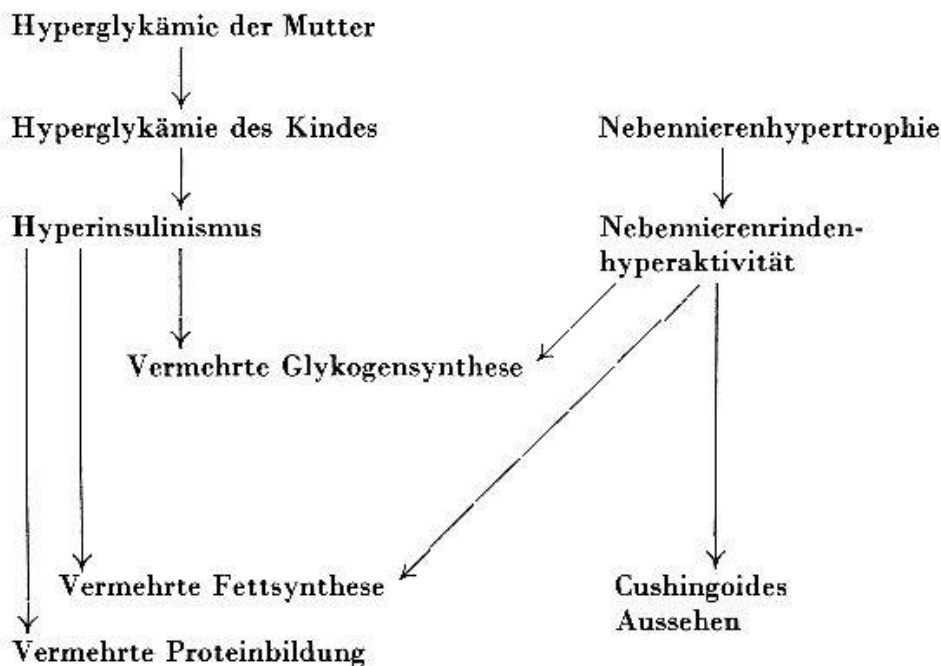 Hyperglykämie der Mutter
Hyperglykämie des Kindes
Nebennierenhypertrophie
Hyperinsulinismus
Nebennierenrinden-
hyperaktivität
Vermehrte Glykogensynthese
Vermehrte Fettsynthese
Cushingoides
Aussehen
Vermehrte Proteinbildung